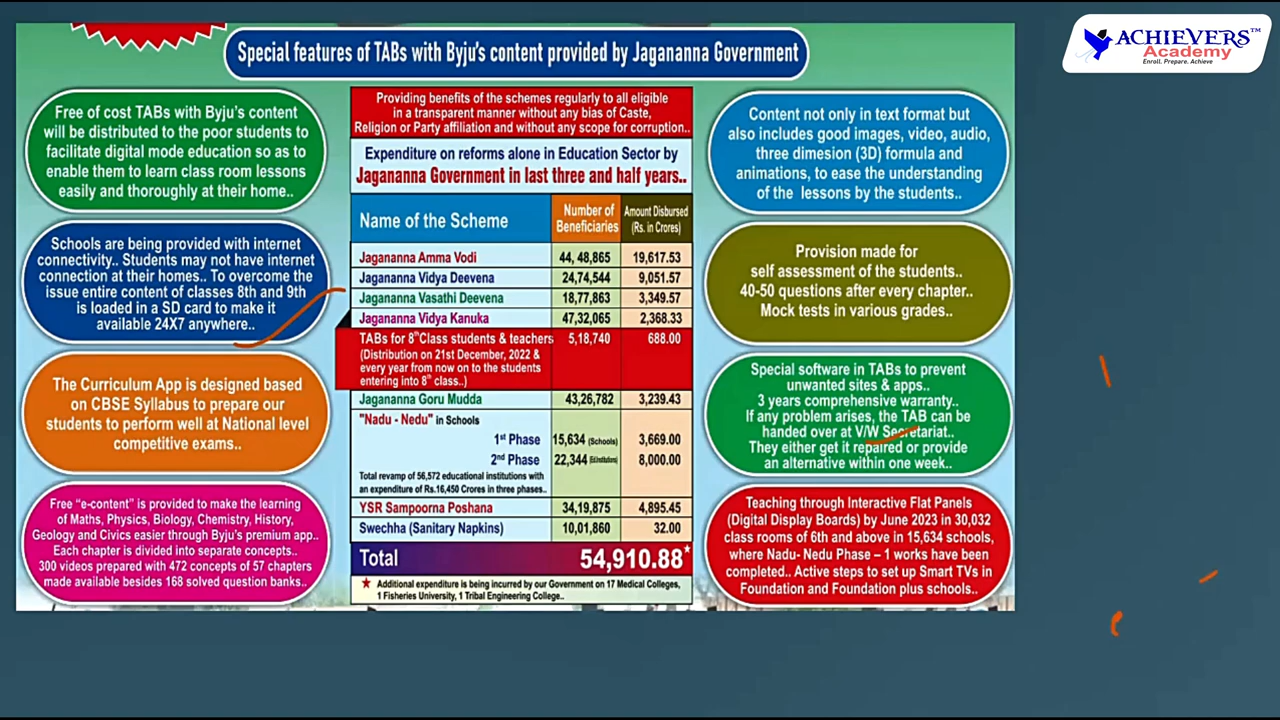 ACHIEVERS™
Academy
Enroll. Prepare. Achieve
Special features of TABs with Byju's content provided by Jagananna Government
Free of cost TABs with Byju's content
will be distributed to the poor students to
facilitate digital mode education so as to
enable them to learn class room lessons
easily and thoroughly at their home..
Schools are being provided with internet
connectivity.. Students may not have internet
connection at their homes.. To overcome the
issue entire content of classes 8th and 9th
is loaded in a SD card to make it
available 24X7 anywhere..
The Curriculum App is designed based
on CBSE Syllabus to prepare our
students to perform well at National level
competitive exams..
Free "e-content" is provided to make the learning
of Maths, Physics, Biology, Chemistry, History,
Geology and Civics easier through Byju's premium app..
Each chapter is divided into separate concepts..
300 videos prepared with 472 concepts of 57 chapters
made available besides 168 solved question banks..
Providing benefits of the schemes regularly to all eligible
in a transparent manner without any bias of Caste,
Religion or Party affiliation and without any scope for corruption..
Expenditure on reforms alone in Education Sector by
Jagananna Government in last three and half years..
Name of the Scheme Number of Beneficiaries Amount Disbursed (Rs. in Crores)
Jagananna Amma Vodi 44, 48,865 19,617.53
Jagananna Vidya Deevena 24,74,544 9,051.57
Jagananna Vasathi Deevena 18,77,863 3,349.57
Jagananna Vidya Kanuka 47,32,065 2,368.33
TABs for 8th Class students & teachers 5,18,740 688.00
(Distribution on 21st December, 2022 &
every year from now on to the students
entering into 8th class..)
Jagananna Goru Mudda 43,26,782 3,239.43
"Nadu - Nedu" in Schools
1st Phase 15,634 (Schools) 3,669.00
2nd Phase 22,344 8,000.00
Total revamp of 56,572 educational institutions with
an expenditure of Rs.16,450 Crores in three phases..
YSR Sampoorna Poshana 34,19,875 4,895.45
Swechha (Sanitary Napkins) 10,01,860 32.00
Total 54,910.88*
★ Additional expenditure is being incurred by our Government on 17 Medical Colleges,
1 Fisheries University, 1 Tribal Engineering College..
Content not only in text format but
also includes good images, video, audio,
three dimesion (3D) formula and
animations, to ease the understanding
of the lessons by the students..
Provision made for
self assessment of the students..
40-50 questions after every chapter..
Mock tests in various grades..
Special software in TABs to prevent
unwanted sites & apps..
3 years comprehensive warranty..
If any problem arises, the TAB can be
handed over at V/W Secretariat..
They either get it repaired or provide
an alternative within one week..
Teaching through Interactive Flat Panels
(Digital Display Boards) by June 2023 in 30,032
class rooms of 6th and above in 15,634 schools,
where Nadu- Nedu Phase – 1 works have been
completed.. Active steps to set up Smart TVs in
Foundation and Foundation plus schools..